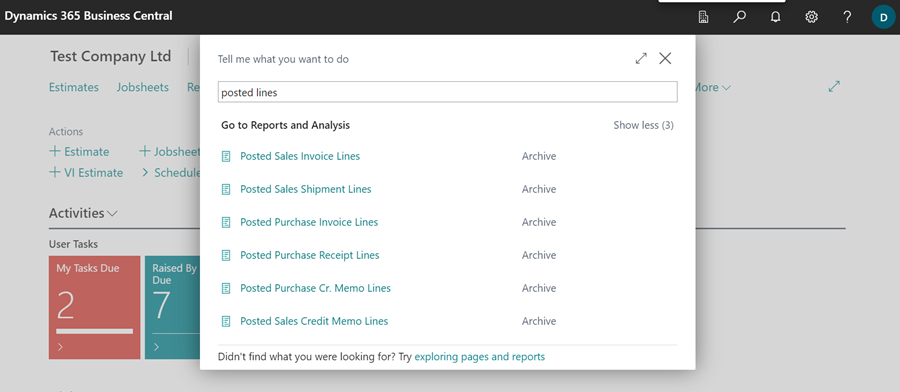 Dynamics 365 Business Central
D
Test Company Ltd
Tell me what you want to do
Estimates Jobsheets
posted lines
Go to Reports and Analysis Show less (3)
Actions
Estimate Jobsheet
VI Estimate Schedule
Posted Sales Invoice Lines Archive
Posted Sales Shipment Lines Archive
Activities
Posted Purchase Invoice Lines Archive
User Tasks
Posted Purchase Receipt Lines Archive
My Tasks Due
Raised By
Due
2
7
Posted Purchase Cr. Memo Lines Archive
Posted Sales Credit Memo Lines Archive
Didn't find what you were looking for? Try exploring pages and reports